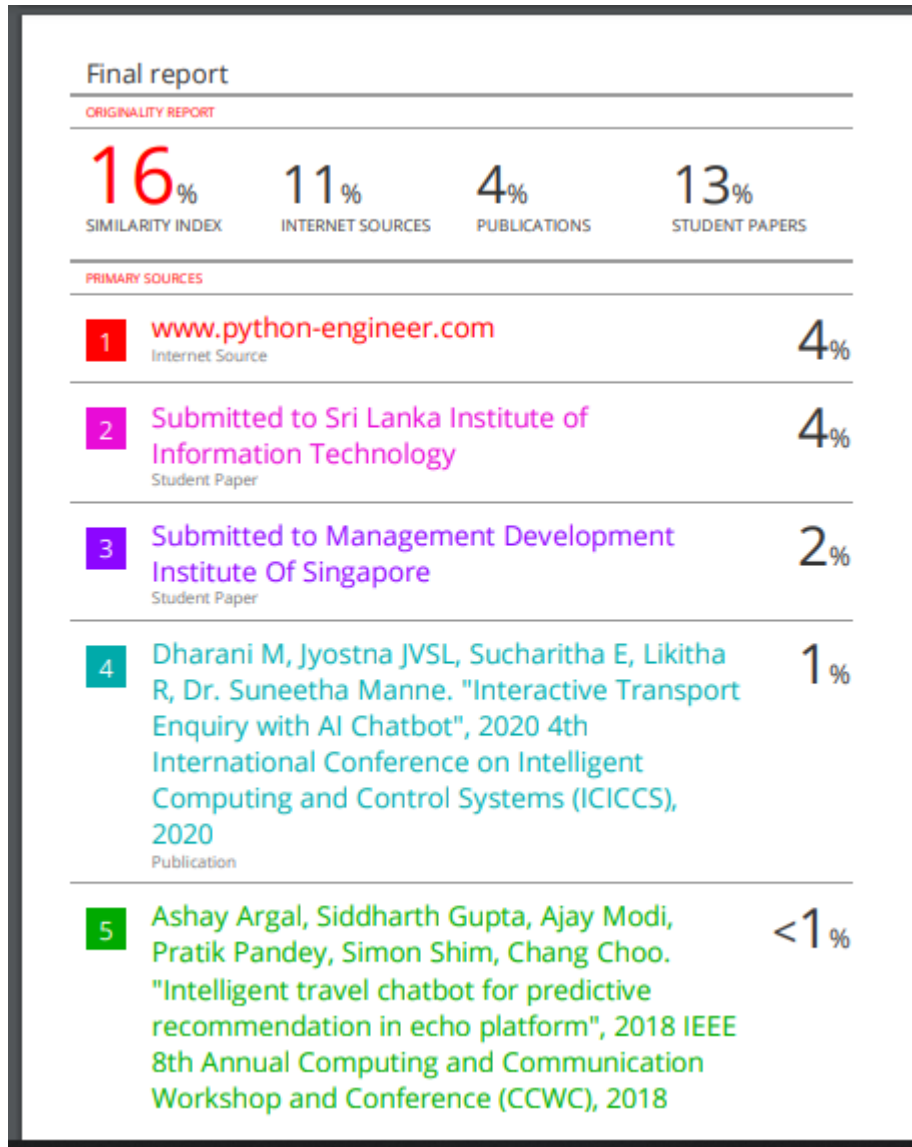 Final report
ORIGINALITY REPORT
16% 11% 4% 13%
SIMILARITY INDEX INTERNET SOURCES PUBLICATIONS STUDENT PAPERS
PRIMARY SOURCES
1 www.python-engineer.com 4%
Internet Source
2 Submitted to Sri Lanka Institute of 4%
Information Technology
Student Paper
3 Submitted to Management Development 2%
Institute Of Singapore
Student Paper
4 Dharani M, Jyostna JVSL, Sucharitha E, Likitha 1%
R, Dr. Suneetha Manne. "Interactive Transport
Enquiry with AI Chatbot", 2020 4th
International Conference on Intelligent
Computing and Control Systems (ICICCS),
2020
Publication
5 Ashay Argal, Siddharth Gupta, Ajay Modi, <1%
Pratik Pandey, Simon Shim, Chang Choo.
"Intelligent travel chatbot for predictive
recommendation in echo platform", 2018 IEEE
8th Annual Computing and Communication
Workshop and Conference (CCWC), 2018